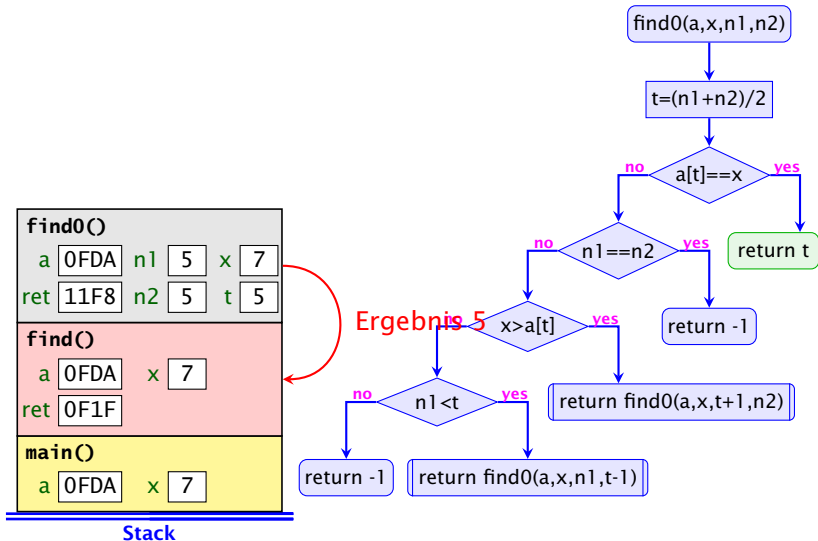 find0(a,x,n1,n2)
t=(n1+n2)/2
no a[t]==x yes
find0()
a 0FDA n1 5 x 7
ret 11F8 n2 5 t 5
no n1==n2 yes
return t
Ergebnis 5
no x>a[t] yes
return -1
find()
a 0FDA x 7
ret 0F1F
no n1<t yes
return find0(a,x,t+1,n2)
main()
a 0FDA x 7
return -1
return find0(a,x,n1,t-1)
Stack